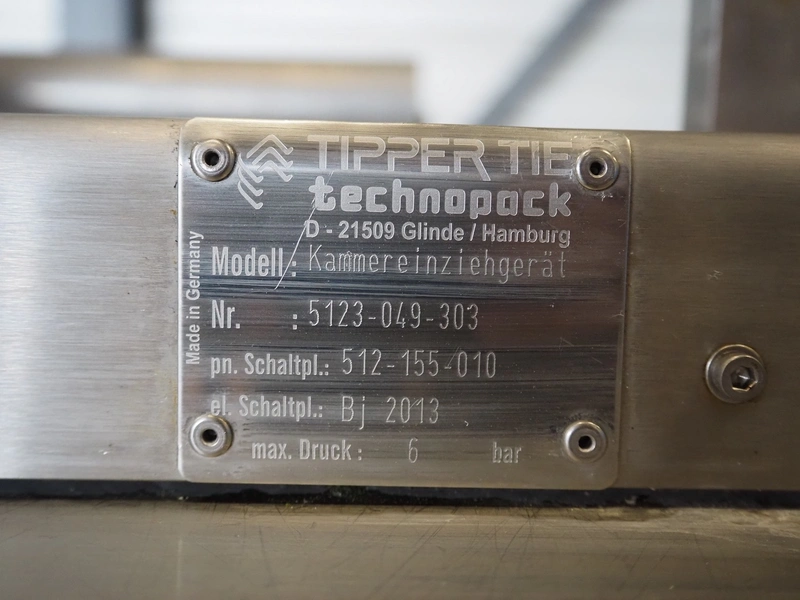 TIPPER TIE
technopack
D - 21509 Glinde / Hamburg
Made in Germany
Modell: Kammereinziehgerät
Nr. : 5123-049-303
pn. Schaltpl.: 512-155-010
el. Schaltpl.: Bj 2013
max. Druck: 6 bar